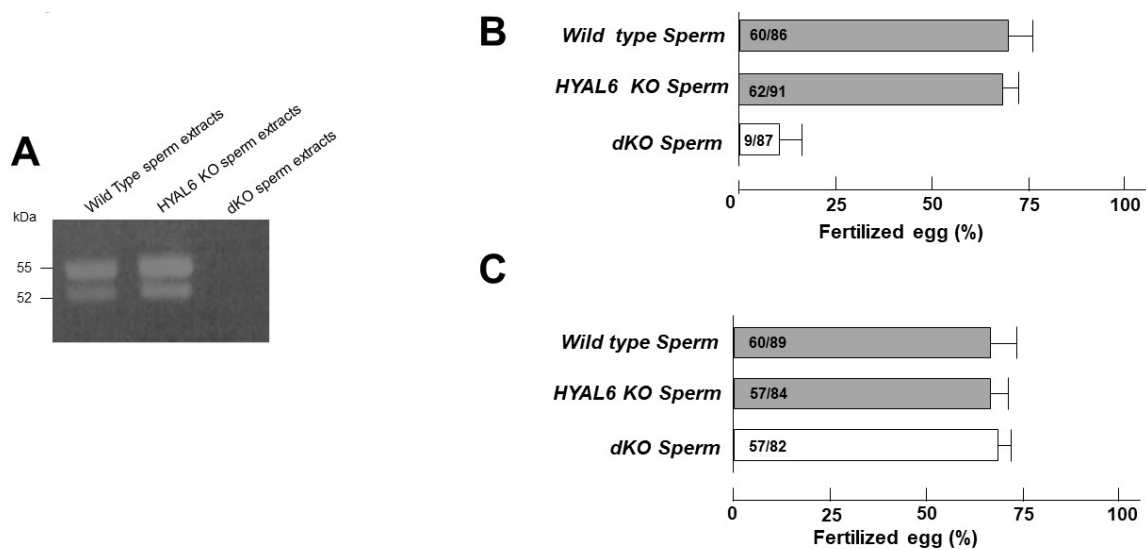 A
Wild Type sperm extracts
HYAL6 KO sperm extracts
dKO sperm extracts
kDa
55
52
B
Wild type Sperm
60/86
HYAL6 KO Sperm
62/91
dKO Sperm
9/87
0 25 50 75 100
Fertilized egg (%)
C
Wild type Sperm
60/89
HYAL6 KO Sperm
57/84
dKO Sperm
57/82
0 25 50 75 100
Fertilized egg (%)